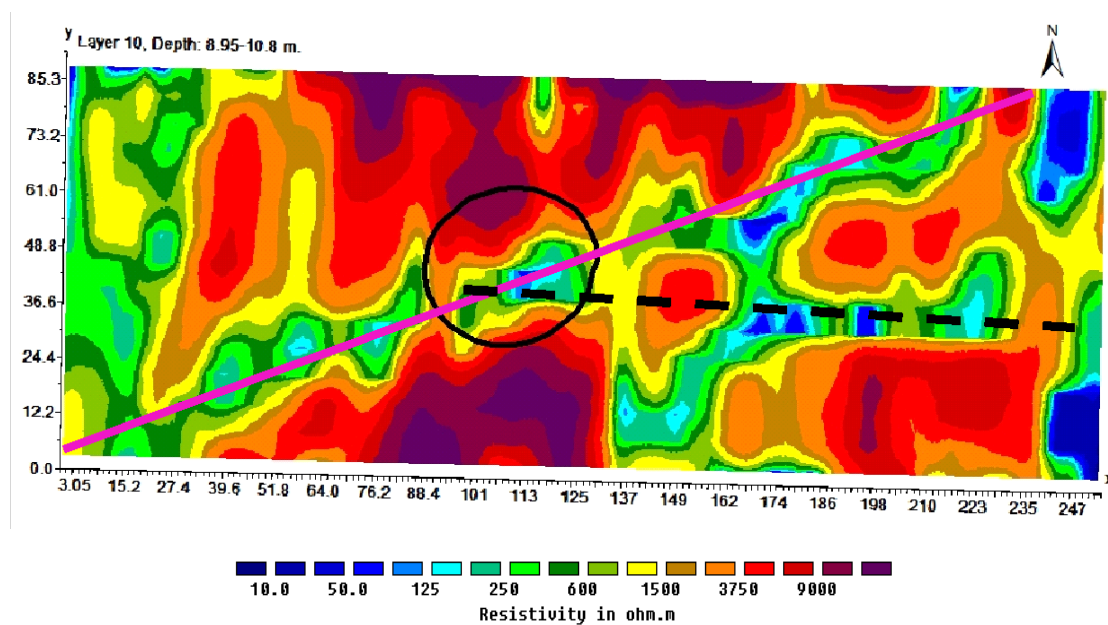 y
Layer 10, Depth: 8.95-10.8 m.
N
85.3
73.2
61.0
48.8
36.6
24.4
12.2
0.0
3.05 15.2 27.4 39.6 51.8 64.0 76.2 88.4 101 113 125 137 149 162 174 186 198 210 223 235 247
10.0 50.0 125 250 600 1500 3750 9000
Resistivity in ohm.m